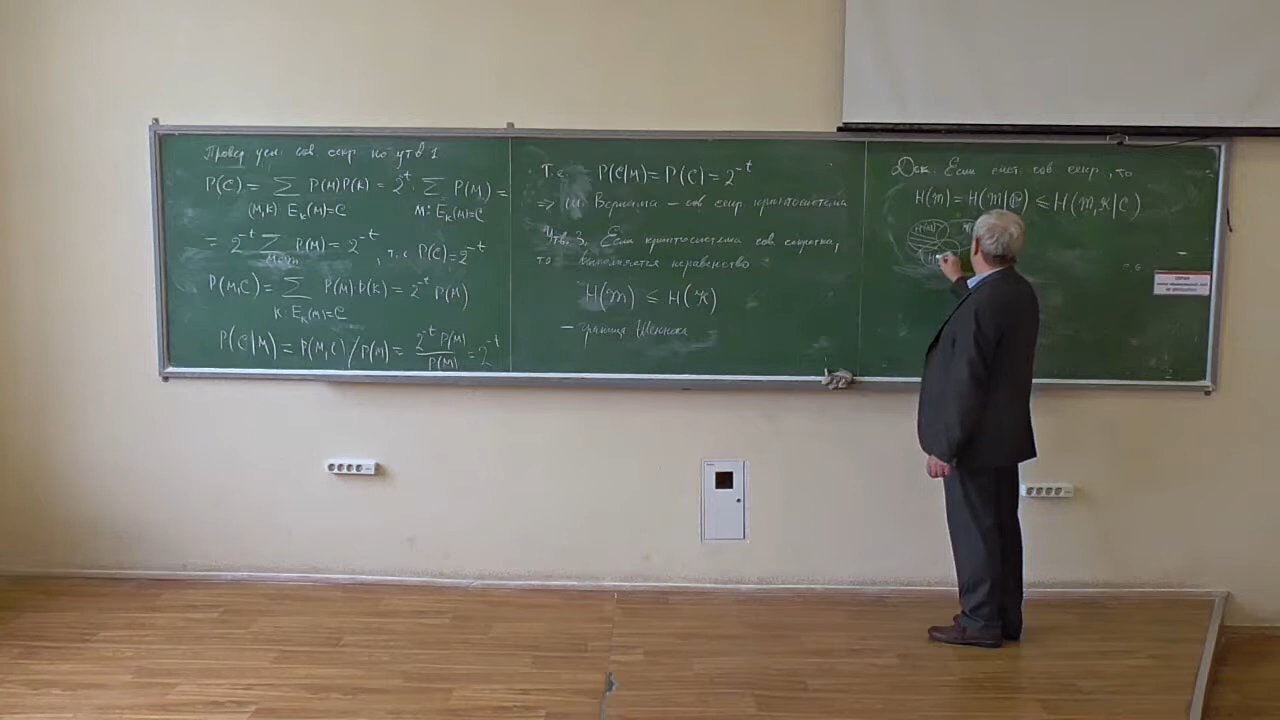 Провер. усл. сов. секр. по утв 1
P(C) = ∑ P(M)P(K) = 2^{-t} · ∑ P(M) =
(M,K): E_K(M)=C M: E_K(M)=C
= 2^{-t} ∑ P(M) = 2^{-t}, т.е P(C)=2^{-t}
P(M,C) = ∑ P(M)·P(K) = 2^{-t} P(M)
K: E_K(M)=C
P(C|M) = P(M,C)/P(M) = 2^{-t} P(M) / P(M) = 2^{-t}
Т.е. P(C|M) = P(C) = 2^{-t}
=> Вернама – сов секр. криптосистема
Утв. 3. Если криптосистема сов. секретна,
то выполняется неравенство
H(M) ≤ H(K)
– граница Шеннона
Док. Если сист. сов секр., то
H(M) = H(M|C) ≤ H(M,K|C)
H(M)